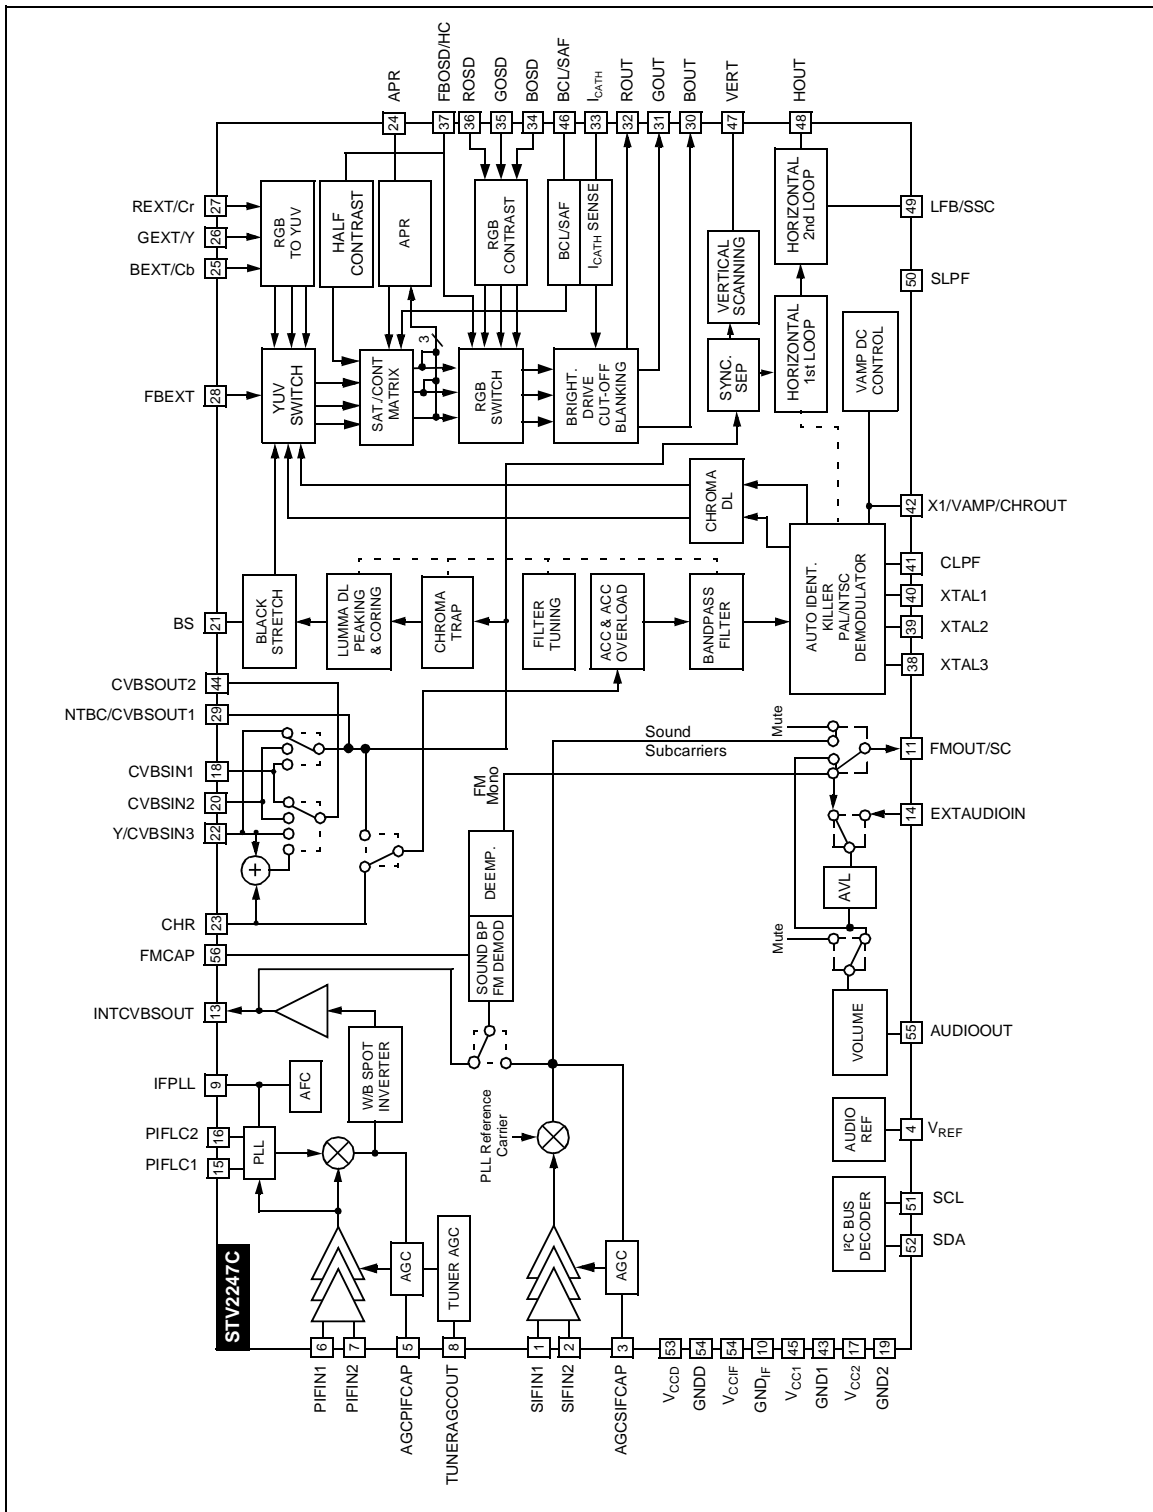 APR
FBOSD/HC
ROSD
GOSD
BOSD
BCL/SAF
ICATH
ROUT
GOUT
BOUT
VERT
HOUT
24
37
36
35
34
46
33
32
31
30
47
48
REXT/Cr
27
GEXT/Y
26
BEXT/Cb
25
FBEXT
28
RGB
TO YUV
HALF
CONTRAST
APR
RGB
CONTRAST
BCL/SAF
ICATH SENSE
VERTICAL
SCANNING
HORIZONTAL
2nd LOOP
49
LFB/SSC
50
SLPF
YUV
SWITCH
SAT./CONT
MATRIX
3
RGB
SWITCH
BRIGHT.
DRIVE
CUT-OFF
BLANKING
SYNC.
SEP
HORIZONTAL
1st LOOP
VAMP DC
CONTROL
CHROMA
DL
42
X1/VAMP/CHROUT
41
CLPF
40
XTAL1
39
XTAL2
38
XTAL3
BS
21
BLACK
STRETCH
LUMMA DL
PEAKING
& CORING
CHROMA
TRAP
FILTER
TUNING
ACC & ACC
OVERLOAD
BANDPASS
FILTER
AUTO IDENT.
KILLER
PAL/NTSC
DEMODULATOR
CVBSOUT2
44
NTBC/CVBSOUT1
29
CVBSIN1
18
CVBSIN2
20
Y/CVBSIN3
22
+
CHR
23
FMCAP
56
INTCVBSOUT
13
IFPLL
9
PIFLC2
16
PIFLC1
15
Sound
Subcarriers
Mute
11
FMOUT/SC
FM
Mono
14
EXTAUDIOIN
DEEMP.
SOUND BP
FM DEMOD
AVL
Mute
VOLUME
55
AUDIOOUT
AFC
PLL
W/B SPOT
INVERTER
PLL Reference
Carrier
AUDIO
REF
4
VREF
I²C BUS
DECODER
51
SCL
52
SDA
STV2247C
AGC
TUNER AGC
AGC
6
7
5
8
1
2
3
53
54
54
10
45
43
17
19
PIFIN1
PIFIN2
AGCPIFCAP
TUNERAGCOUT
SIFIN1
SIFIN2
AGCSIFCAP
VCCD
GNDD
VCCIF
GNDIF
VCC1
GND1
VCC2
GND2